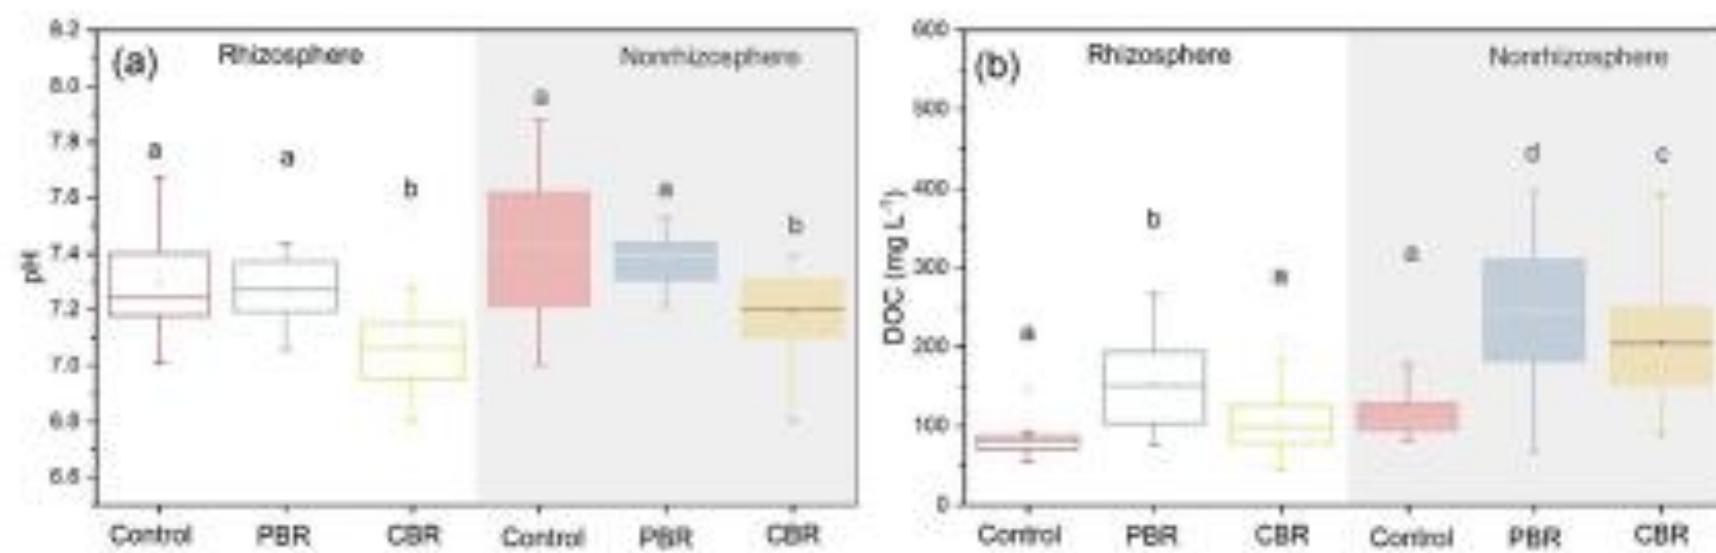 (a) Rhizosphere Nonrhizosphere
pH
8.2
8.0
7.8
7.6
7.4
7.2
7.0
6.8
6.6
a a b a a b
Control PBR CBR Control PBR CBR
(b) Rhizosphere Nonrhizosphere
DOC (mg L⁻¹)
600
500
400
300
200
100
0
a b a a d c
Control PBR CBR Control PBR CBR